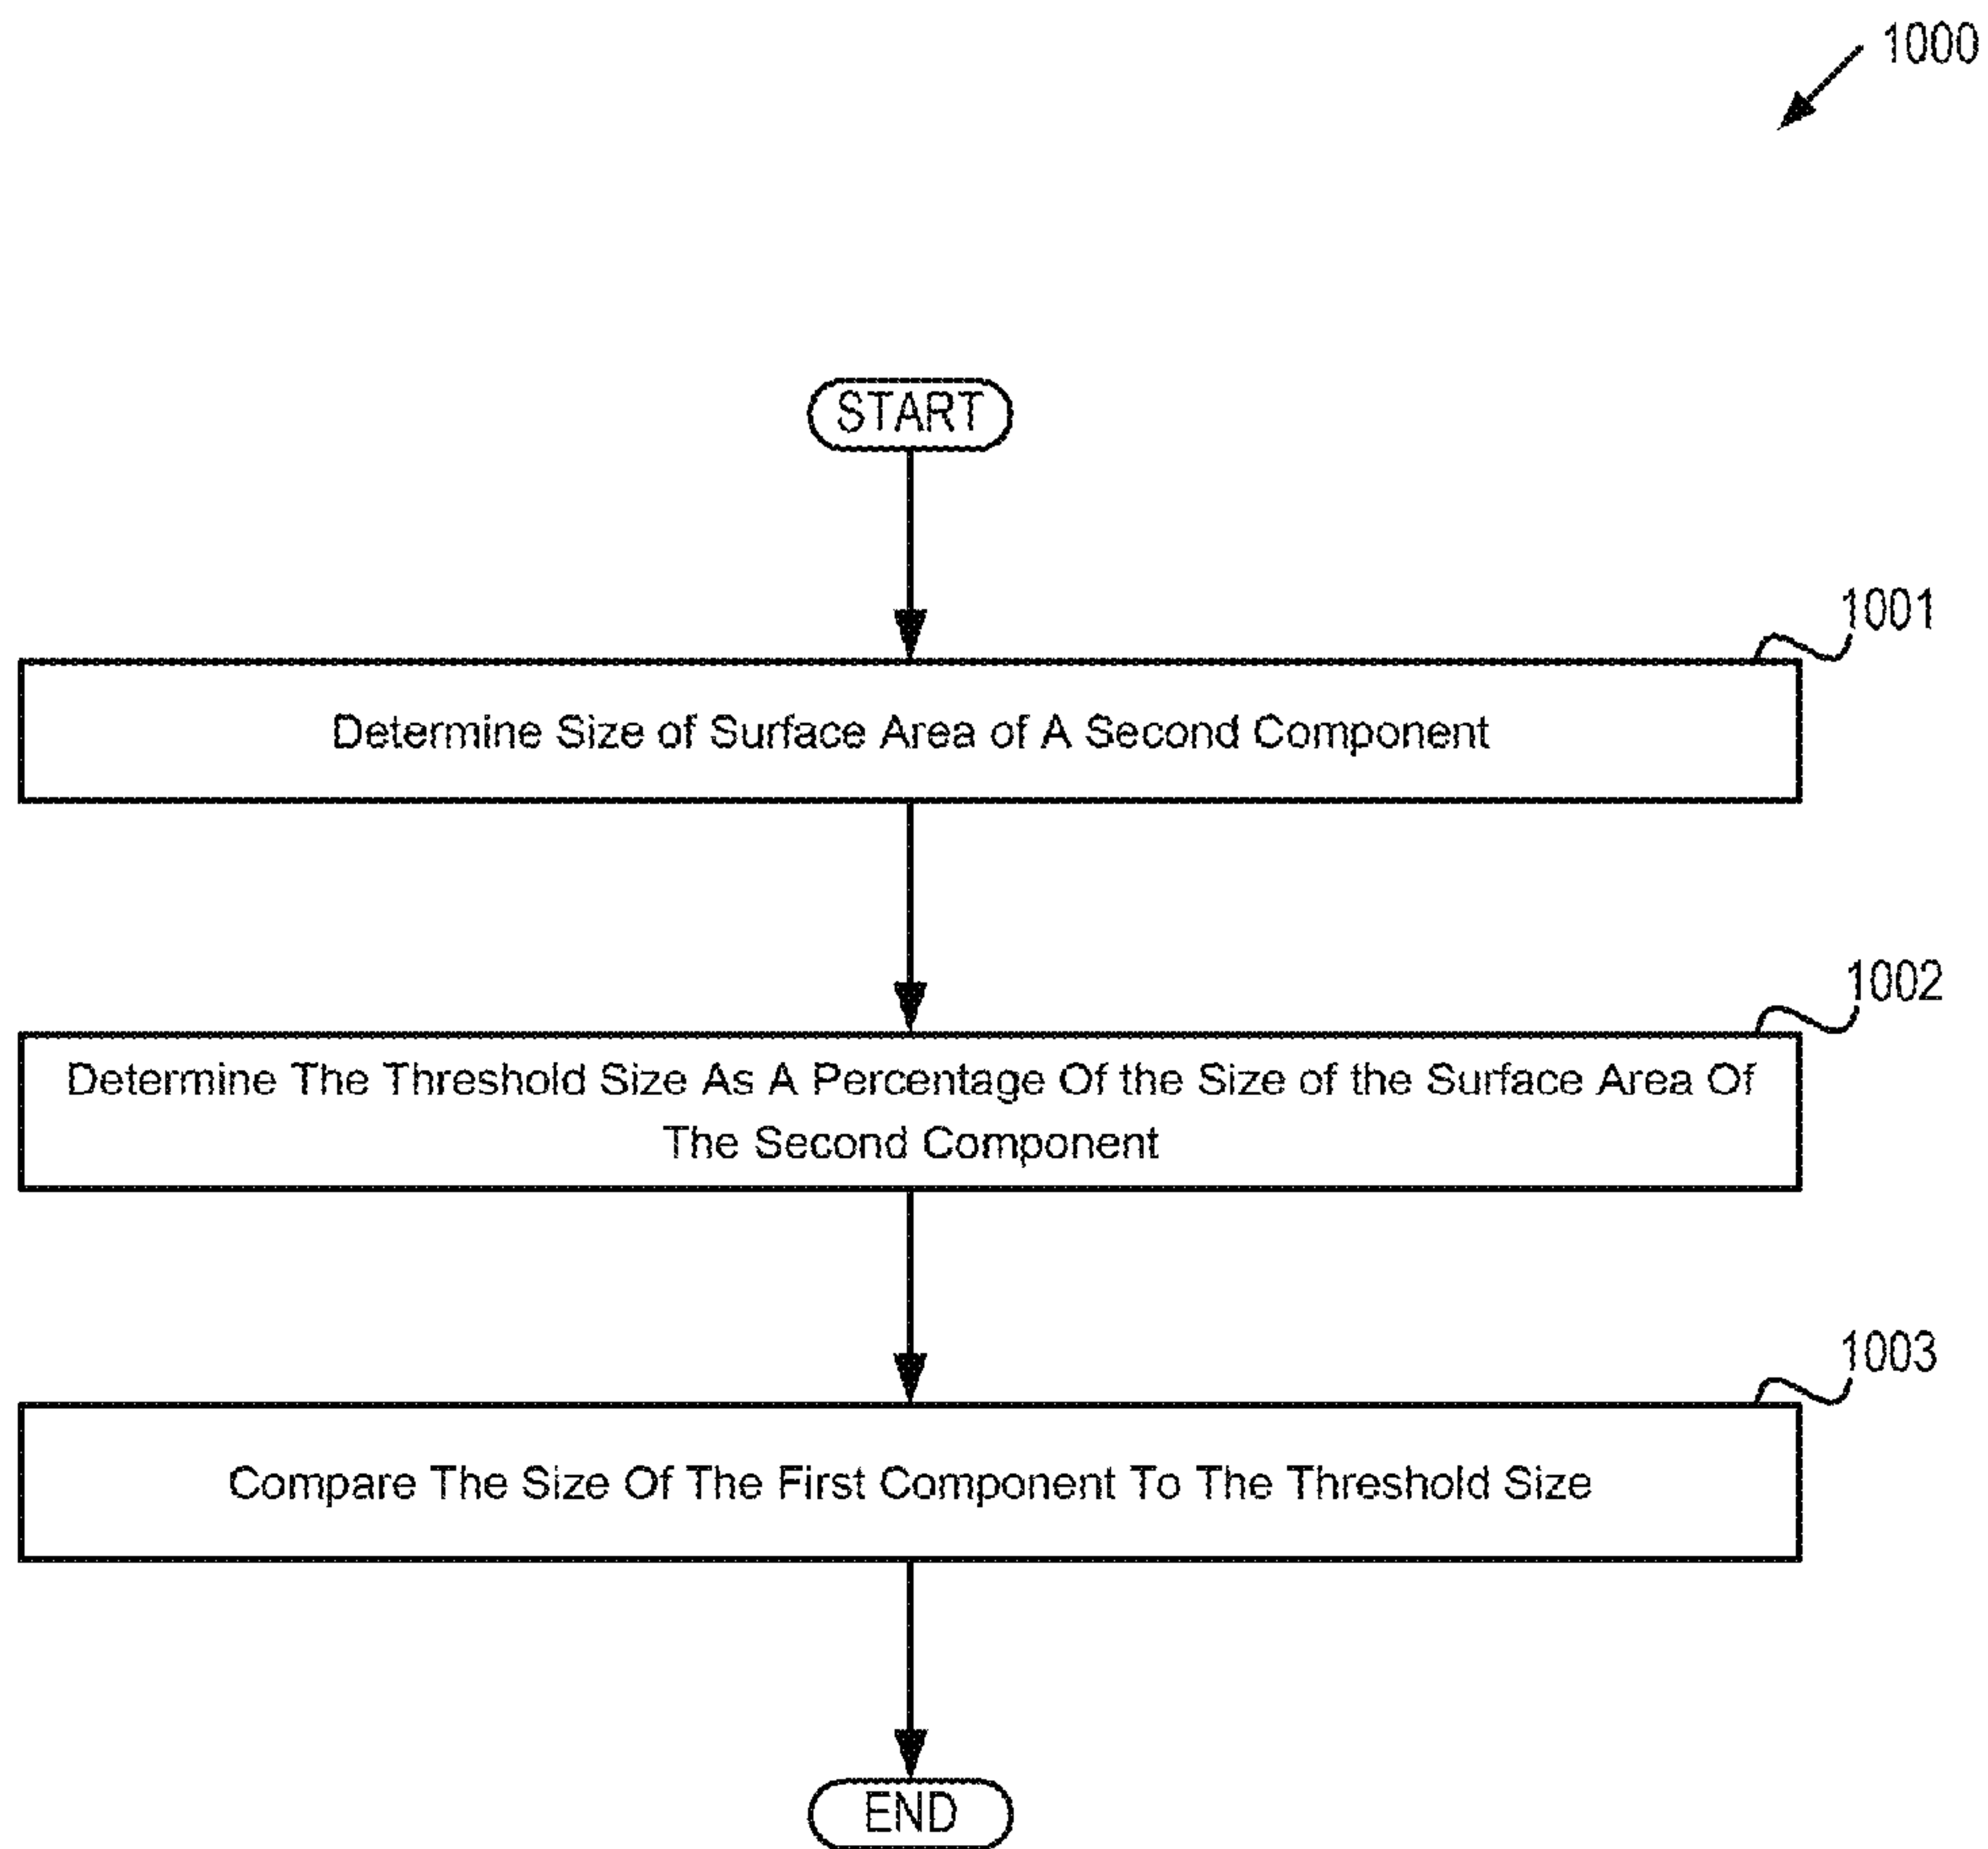 1000
START
1001
Determine Size of Surface Area of A Second Component
1002
Determine The Threshold Size As A Percentage Of the Size of the Surface Area Of
The Second Component
1003
Compare The Size Of The First Component To The Threshold Size
END